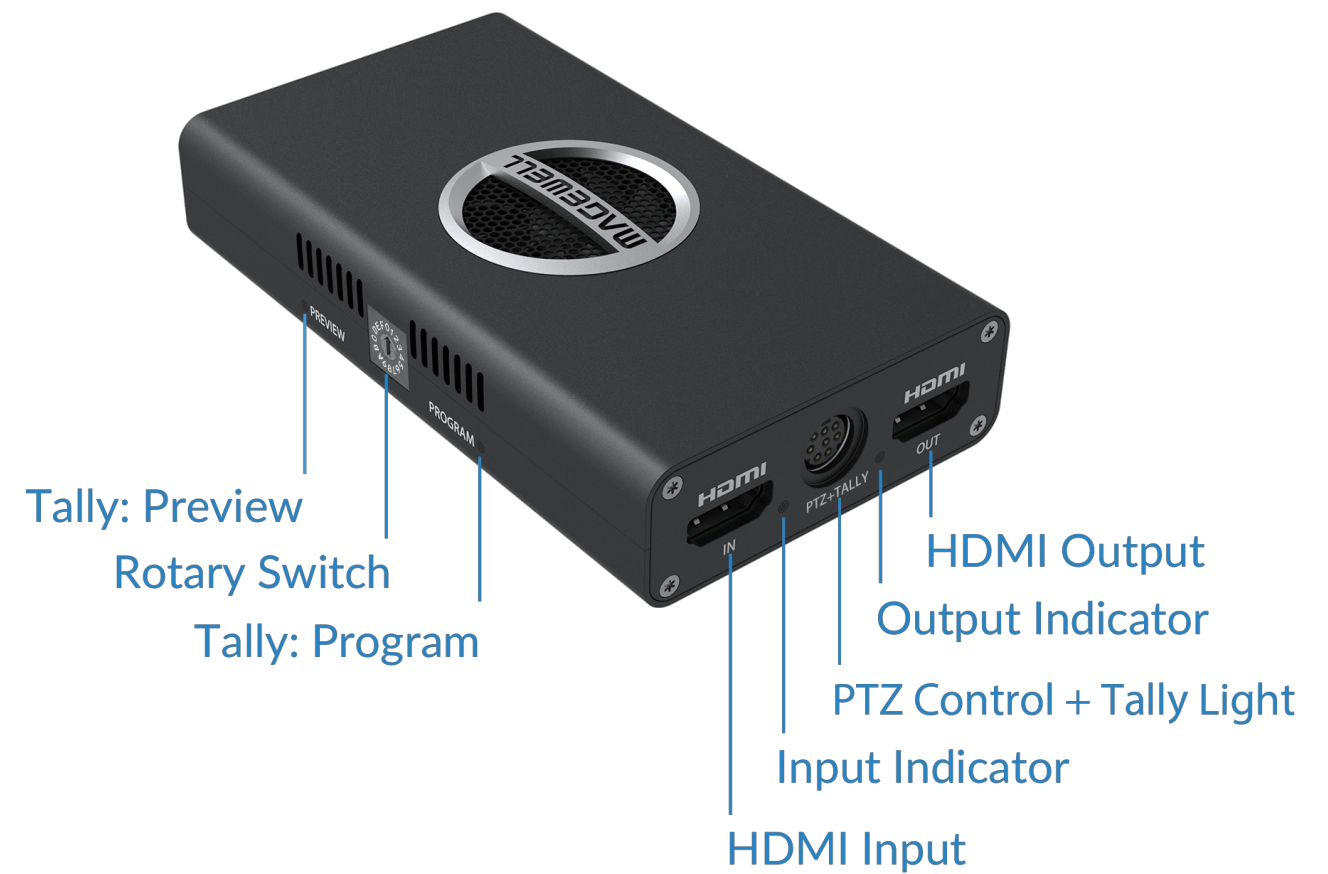 MAGEWELL
PREVIEW
PROGRAM
HDMI
IN
PTZ+TALLY
HDMI
OUT
Tally: Preview
Rotary Switch
Tally: Program
HDMI Output
Output Indicator
PTZ Control + Tally Light
Input Indicator
HDMI Input